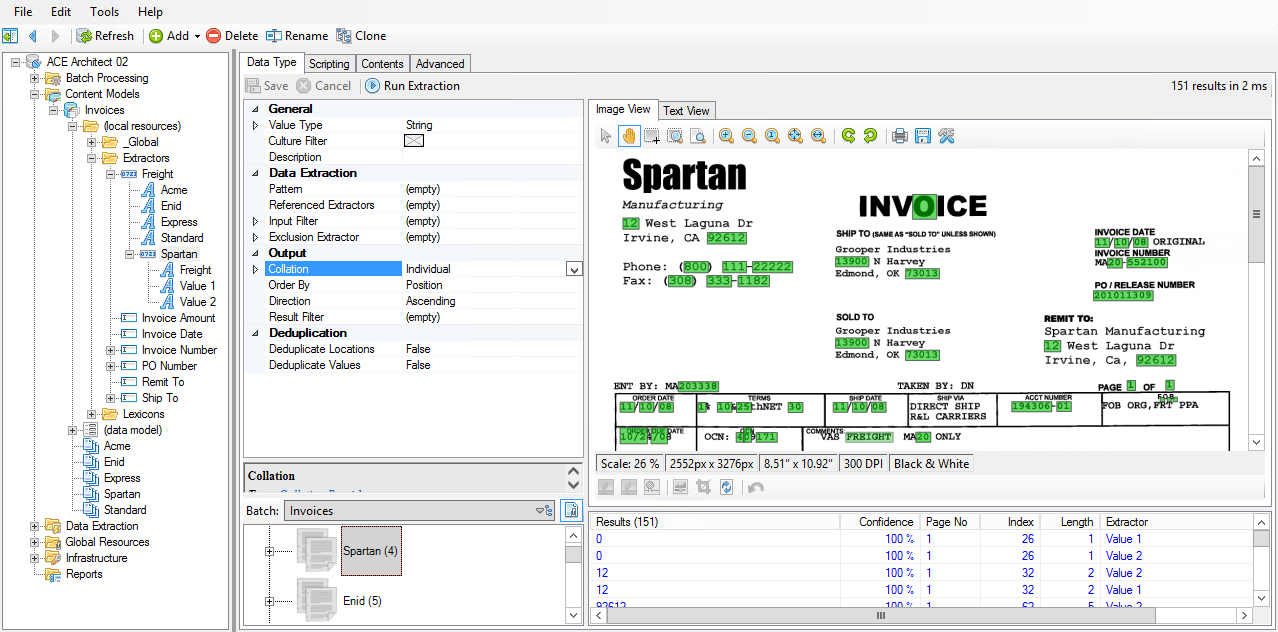 File Edit Tools Help
Refresh Add Delete Rename Clone
ACE Architect 02
Batch Processing
Content Models
Invoices
(local resources)
_Global
Extractors
Freight
Acme
Enid
Express
Standard
Spartan
Freight
Value 1
Value 2
Invoice Amount
Invoice Date
Invoice Number
PO Number
Remit To
Ship To
Lexicons
(data model)
Acme
Enid
Express
Spartan
Standard
Data Extraction
Global Resources
Infrastructure
Reports
Data Type Scripting Contents Advanced
Save Cancel Run Extraction
151 results in 2 ms
General
Value Type String
Culture Filter
Description
Data Extraction
Pattern (empty)
Referenced Extractors (empty)
Input Filter (empty)
Exclusion Extractor (empty)
Output
Collation Individual
Order By Position
Direction Ascending
Result Filter (empty)
Deduplication
Deduplicate Locations False
Deduplicate Values False
Collation
Batch: Invoices
Spartan (4)
Enid (5)
Image View Text View
Spartan
Manufacturing
12 West Laguna Dr
Irvine, CA 92612
Phone: (800) 111-22222
Fax: (308) 333-1182
INVOICE
SHIP TO (SAME AS "SOLD TO" UNLESS SHOWN)
Grooper Industries
13900 N Harvey
Edmond, OK 73013
INVOICE DATE
11/10/08 ORIGINAL
INVOICE NUMBER
MA20-552100
PO / RELEASE NUMBER
201011309
SOLD TO
Grooper Industries
13900 N Harvey
Edmond, OK 73013
REMIT TO:
Spartan Manufacturing
12 West Laguna Dr
Irvine, Ca, 92612
ENT BY: MA203338 TAKEN BY: DN PAGE 1 OF 1
ORDER DATE TERMS SHIP DATE SHIP VIA ACCT NUMBER F.O.B.
11/10/08 1% 10&25thNET 30 11/10/08 DIRECT SHIP 194306-01 FOB ORG,FRT PPA
R&L CARRIERS
10/24/08 OCN: 409171 VAS FREIGHT MA20 ONLY
COMMENTS
Scale: 26 % 2552px x 3276px 8.51" x 10.92" 300 DPI Black & White
Results (151) Confidence Page No Index Length Extractor
0 100 % 1 26 1 Value 1
0 100 % 1 26 1 Value 2
12 100 % 1 32 2 Value 2
12 100 % 1 32 2 Value 1
92612 100 % 1 62 5 Value 2